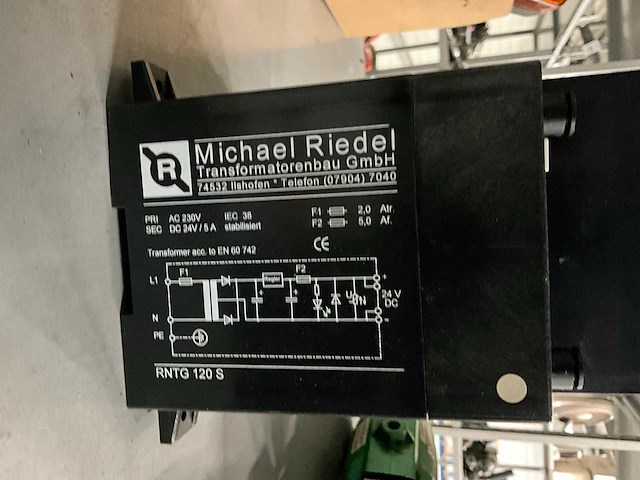 R
Michael Riedel
Transformatorenbau GmbH
74532 Ilshofen * Telefon (07904) 7040
PRI AC 230V IEC 38
SEC DC 24V / 5 A stabilisiert
F1 2,0 Atr.
F2 5,0 Af.
CE
Transformer acc. to EN 60 742
L1 F1 Regler F2 +
24 V
DC
N -
PE
RNTG 120 S